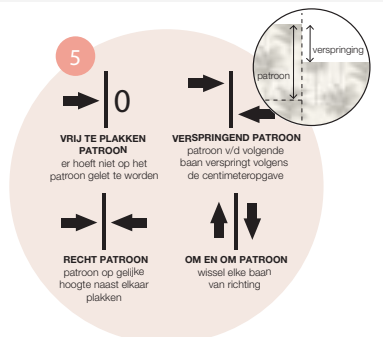 5
patroon
verspringing
0
VRIJ TE PLAKKEN
PATROON
er hoeft niet op het
patroon gelet te worden
VERSPRINGEND PATROON
patroon v/d volgende
baan verspringt volgens
de centimeteropgave
RECHT PATROON
patroon op gelijke
hoogte naast elkaar
plakken
OM EN OM PATROON
wissel elke baan
van richting